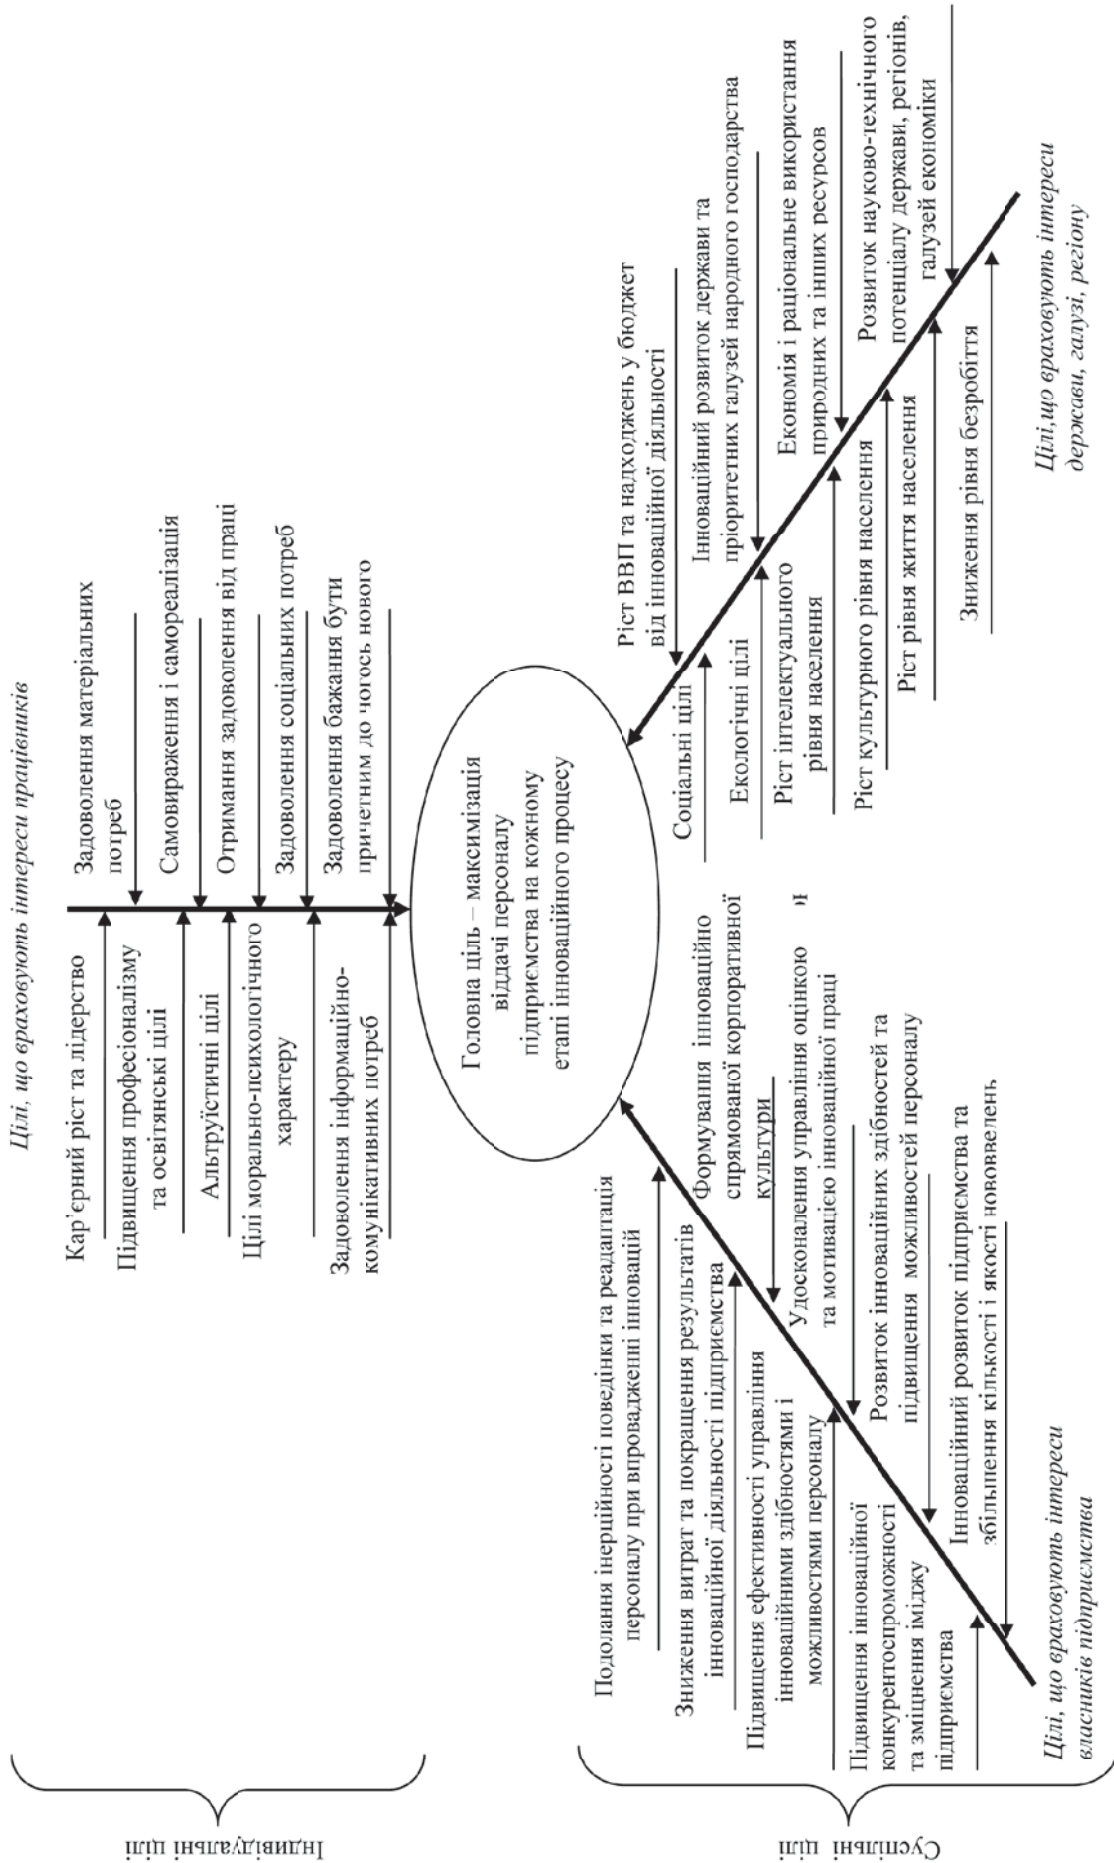 Індивідуальні цілі
Суспільні цілі
Цілі, що враховують інтереси працівників
Кар’єрний ріст та лідерство
Підвищення професіоналізму
та освітянські цілі
Альтруїстичні цілі
Цілі морально-психологічного
характеру
Задоволення інформаційно-
комунікативних потреб
Задоволення матеріальних
потреб
Самовираження і самореалізація
Отримання задоволення від праці
Задоволення соціальних потреб
Задоволення бажання бути
причетним до чогось нового
Головна ціль – максимізація
віддачі персоналу
підприємства на кожному
етапі інноваційного процесу
Подолання інерційності поведінки та реадаптація
персоналу при впровадженні інновацій
Зниження витрат та покращення результатів
інноваційної діяльності підприємства
Підвищення ефективності управління
інноваційними здібностями і
можливостями персоналу
Підвищення інноваційної
конкурентоспроможності
та зміцнення іміджу
підприємства
Формування інноваційно
спрямованої корпоративної
культури
и
Удосконалення управління оцінкою
та мотивацією інноваційної праці
Розвиток інноваційних здібностей та
підвищення можливостей персоналу
Інноваційний розвиток підприємства та
збільшення кількості і якості нововведень
Цілі, що враховують інтереси
власників підприємства
Соціальні цілі
Екологічні цілі
Ріст інтелектуального
рівня населення
Ріст культурного рівня населення
Ріст рівня життя населення
Зниження рівня безробіття
Ріст ВВП та надходжень у бюджет
від інноваційної діяльності
Інноваційний розвиток держави та
пріоритетних галузей народного господарства
Економія і раціональне використання
природних та інших ресурсов
Розвиток науково-технічного
потенціалу держави, регіонів,
галузей економіки
Цілі,що враховують інтереси
держави, галузі, регіону